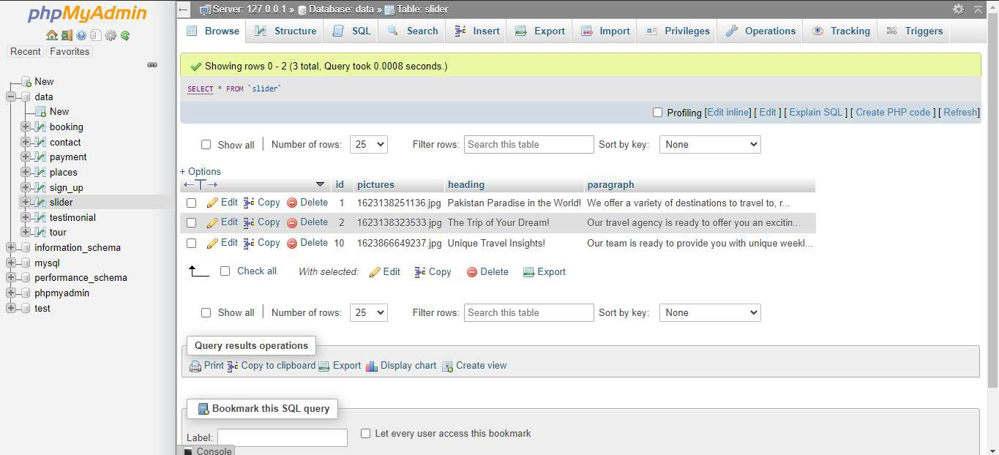 phpMyAdmin
Recent Favorites
New
data
New
booking
contact
payment
places
sign_up
slider
testimonial
tour
information_schema
mysql
performance_schema
phpmyadmin
test
Server: 127.0.0.1 » Database: data » Table: slider
Browse Structure SQL Search Insert Export Import Privileges Operations Tracking Triggers
Showing rows 0 - 2 (3 total, Query took 0.0008 seconds.)
SELECT * FROM `slider`
Profiling [Edit inline] [ Edit ] [ Explain SQL ] [ Create PHP code ] [ Refresh]
Show all Number of rows: 25 Filter rows: Search this table Sort by key: None
+ Options
←T→ id pictures heading paragraph
Edit Copy Delete 1 1623138251136.jpg Pakistan Paradise in the World! We offer a variety of destinations to travel to, r...
Edit Copy Delete 2 1623138323533.jpg The Trip of Your Dream! Our travel agency is ready to offer you an excitin...
Edit Copy Delete 10 1623866649237.jpg Unique Travel Insights! Our team is ready to provide you with unique weekl...
Check all With selected: Edit Copy Delete Export
Show all Number of rows: 25 Filter rows: Search this table Sort by key: None
Query results operations
Print Copy to clipboard Export Display chart Create view
Bookmark this SQL query
Label: Let every user access this bookmark
Console